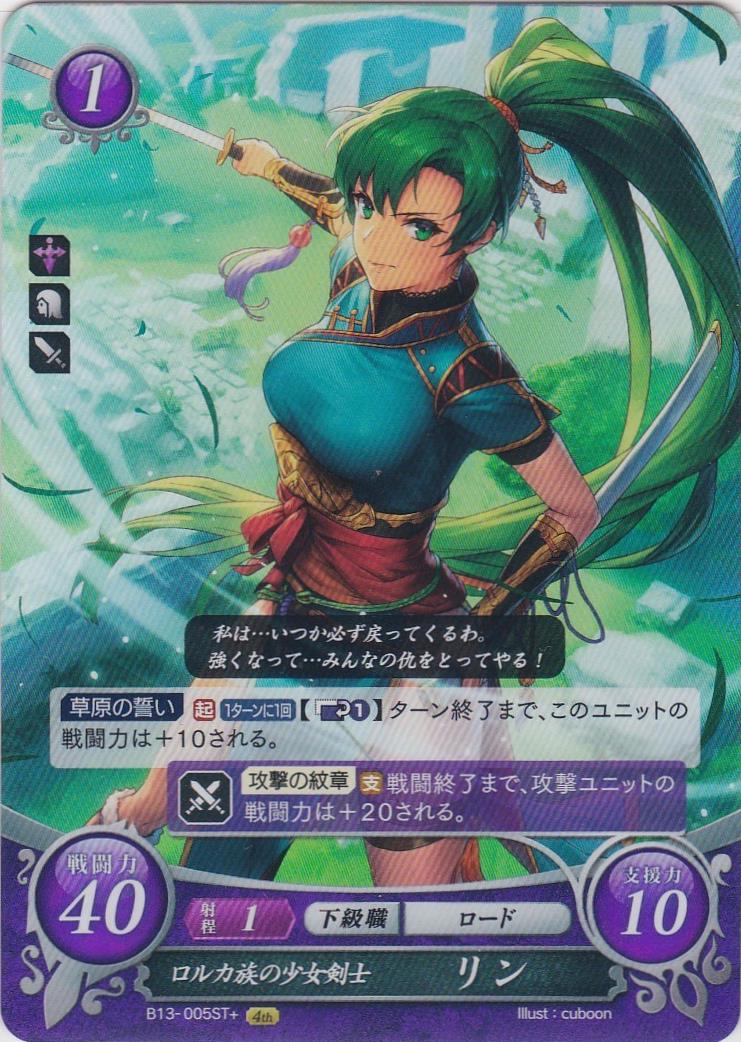 1
私は…いつか必ず戻ってくるわ。
強くなって…みんなの仇をとってやる！
草原の誓い 起 1ターンに1回【1】ターン終了まで、このユニットの
戦闘力は＋10される。
攻撃の紋章 支 戦闘終了まで、攻撃ユニットの
戦闘力は＋20される。
戦闘力
40
射程 1 下級職 ロード
支援力
10
ロルカ族の少女剣士 リン
B13-005ST+ 4th Illust：cuboon